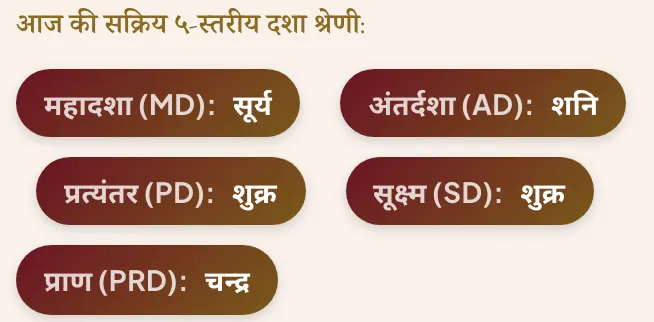 आज की सक्रिय ५-स्तरीय दशा श्रेणी:
महादशा (MD): सूर्य
अंतर्दशा (AD): शनि
प्रत्यंतर (PD): शुक्र
सूक्ष्म (SD): शुक्र
प्राण (PRD): चन्द्र